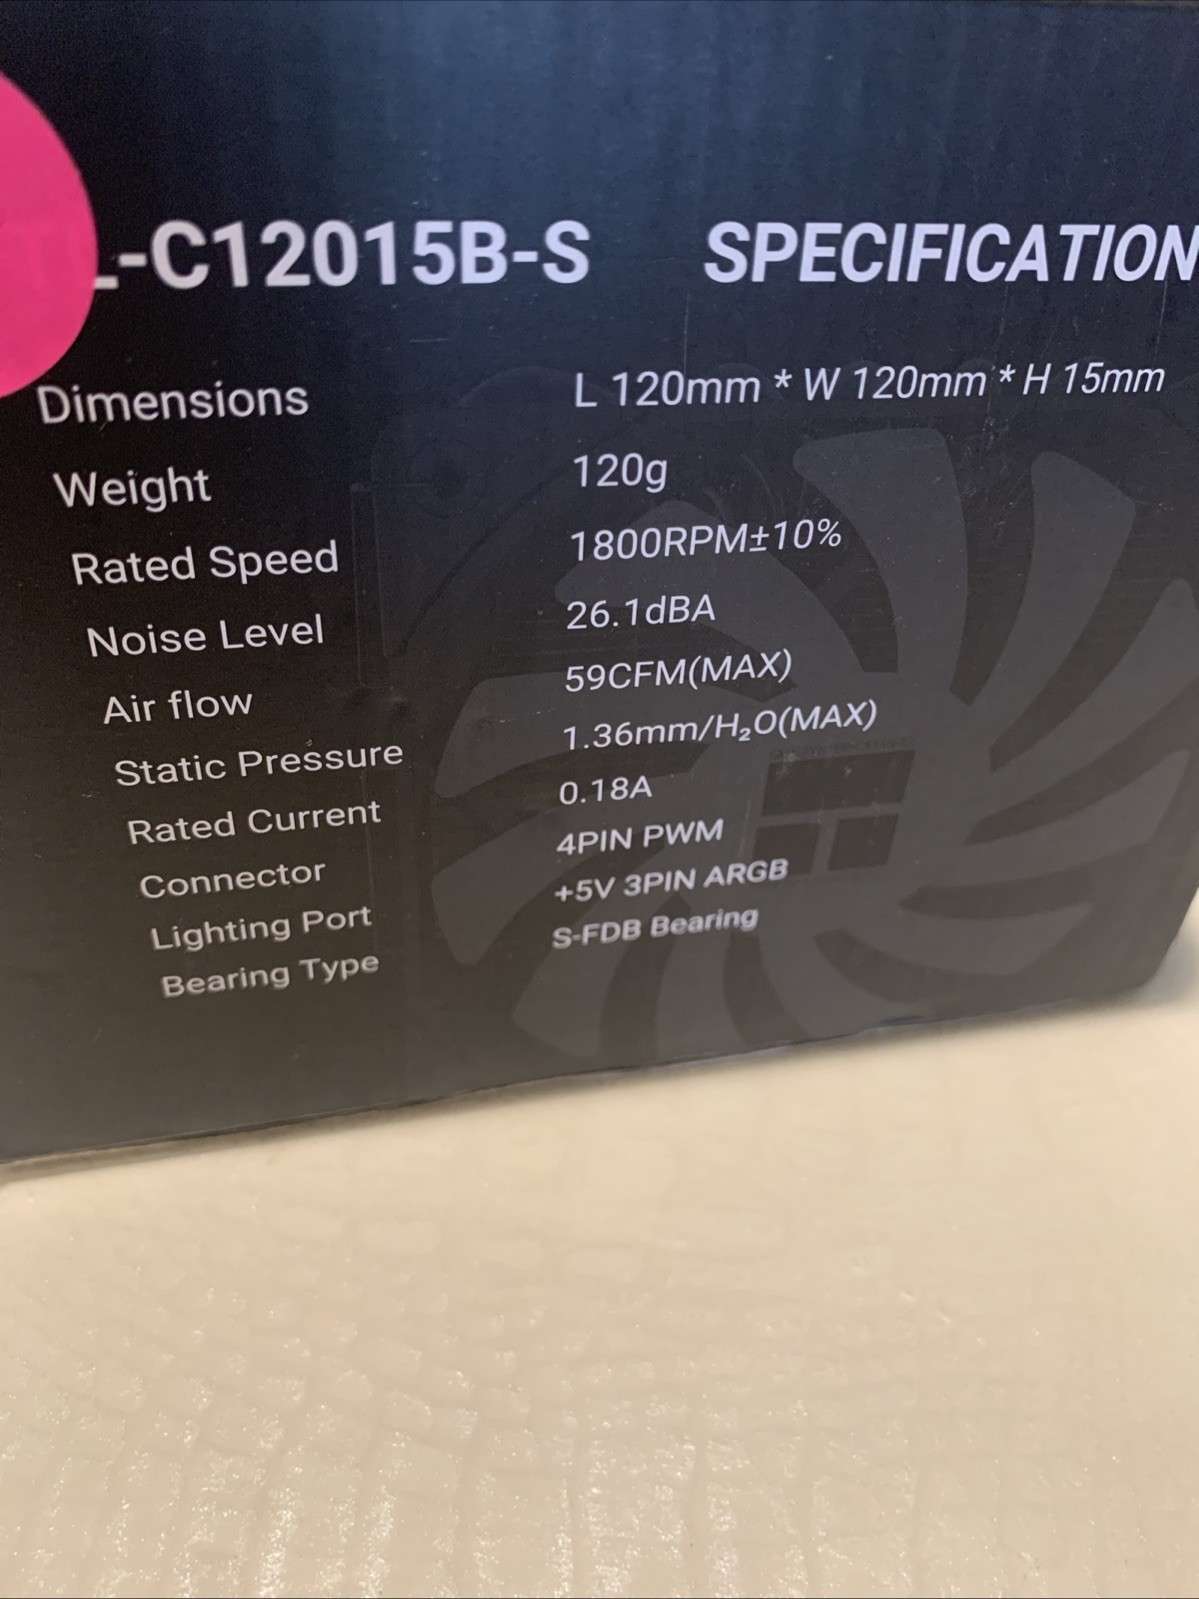 L-C12015B-S SPECIFICATION
Dimensions L 120mm * W 120mm * H 15mm
Weight 120g
Rated Speed 1800RPM±10%
Noise Level 26.1dBA
Air flow 59CFM(MAX)
Static Pressure 1.36mm/H₂O(MAX)
Rated Current 0.18A
Connector 4PIN PWM
Lighting Port +5V 3PIN ARGB
Bearing Type S-FDB Bearing